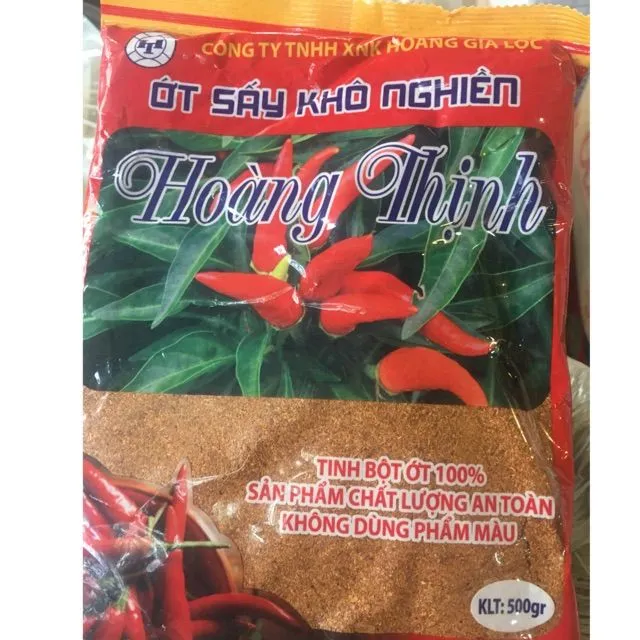 CÔNG TY TNHH XNK HOÀNG GIA LỘC
ỚT SẤY KHÔ NGHIỀN
Hoàng Thịnh
TINH BỘT ỚT 100%
SẢN PHẨM CHẤT LƯỢNG AN TOÀN
KHÔNG DÙNG PHẨM MÀU
KLT: 500gr